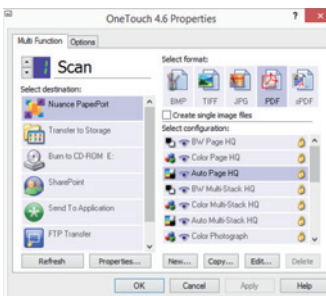 OneTouch 4.6 Properties
?
x
Multi Function
Options
1
Scan
Select destination:
Nuance PaperPort
Transfer to Storage
Burn to CD-ROM E:
SharePoint
Send To Application
FTP Transfer
Refresh
Properties...
Select format:
BMP
TIFF
JPG
PDF
sPDF
Create single image files
Select configuration:
BW Page HQ
Color Page HQ
Auto Page HQ
BW Multi-Stack HQ
Color Multi-Stack HQ
Auto Multi-Stack HQ
Color Photograph
New...
Copy...
Edit...
Delete
OK
Cancel
Apply
Help